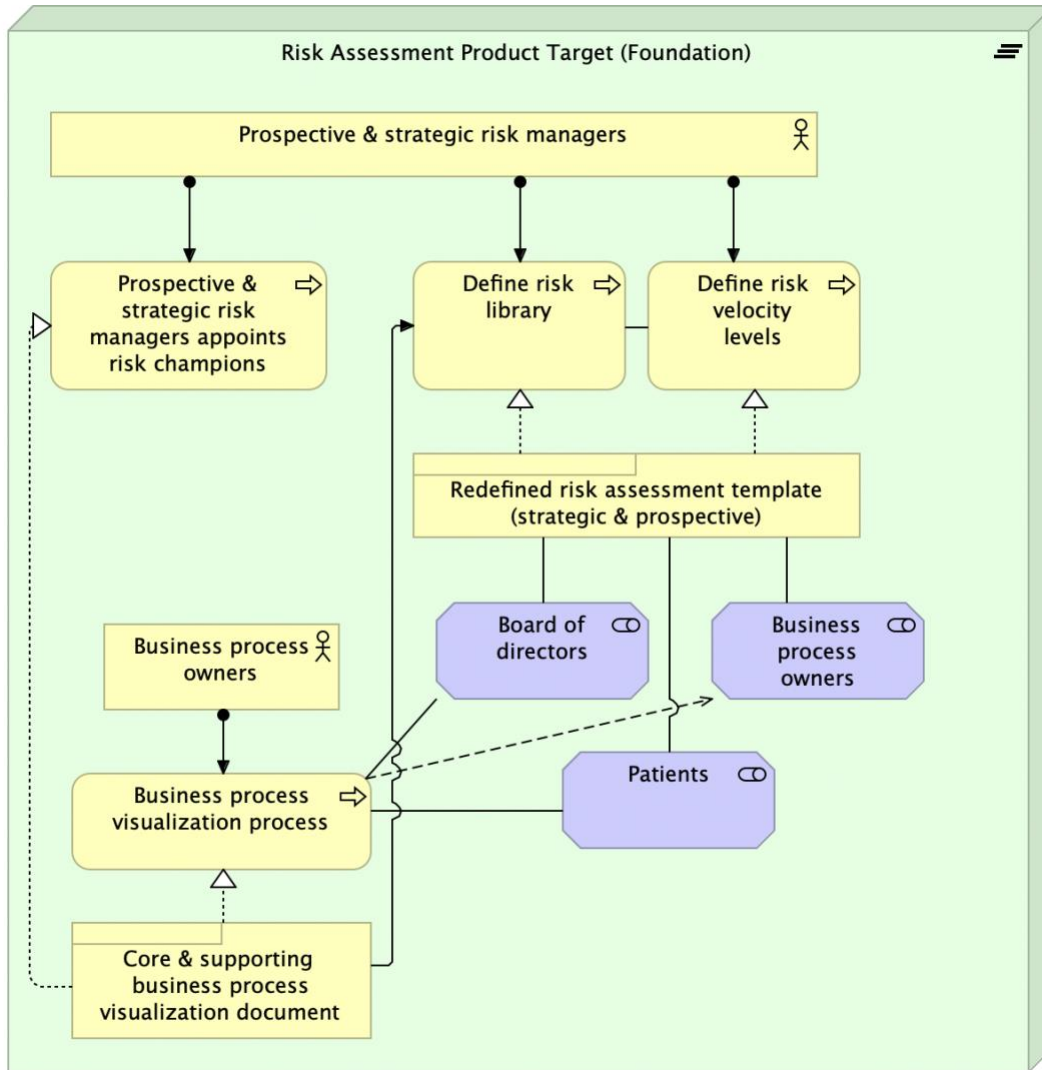 Risk Assessment Product Target (Foundation)
Prospective & strategic risk managers
Prospective &
strategic risk
managers appoints
risk champions
Define risk
library
Define risk
velocity
levels
Redefined risk assessment template
(strategic & prospective)
Board of
directors
Business
process
owners
Business process
owners
Patients
Business process
visualization process
Core & supporting
business process
visualization document